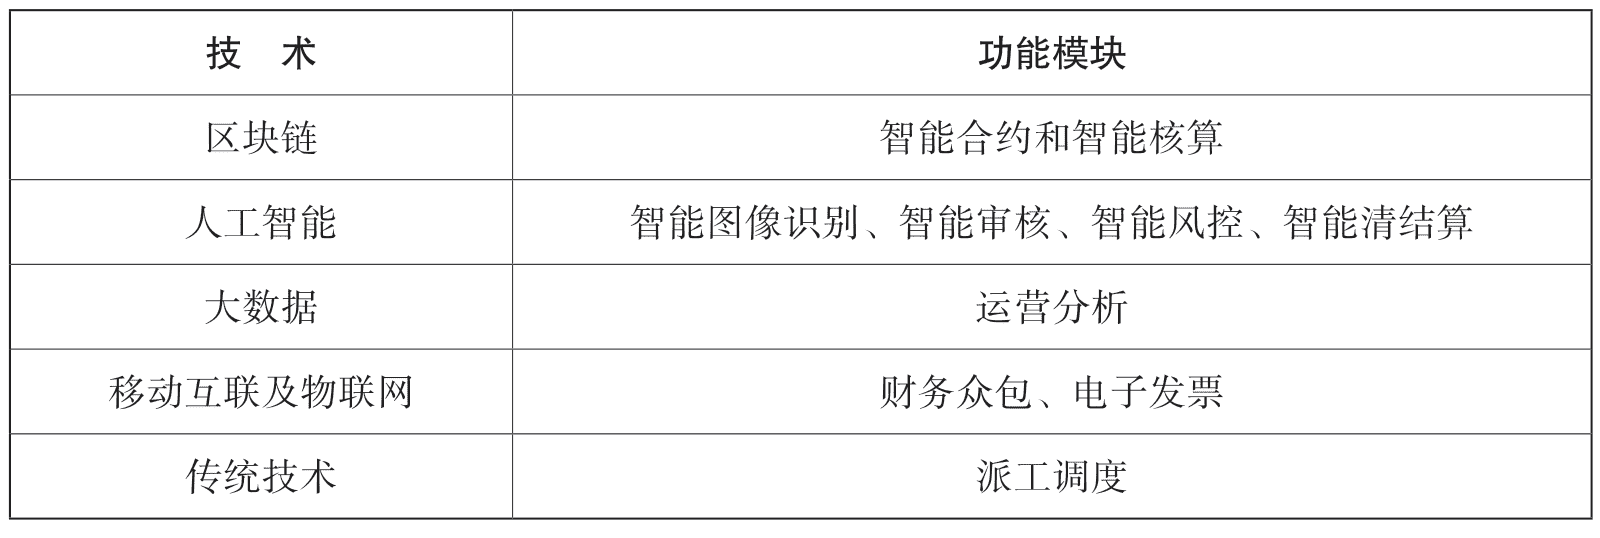 技　术 功能模块
区块链 智能合约和智能核算
人工智能 智能图像识别、智能审核、智能风控、智能清结算
大数据 运营分析
移动互联及物联网 财务众包、电子发票
传统技术 派工调度